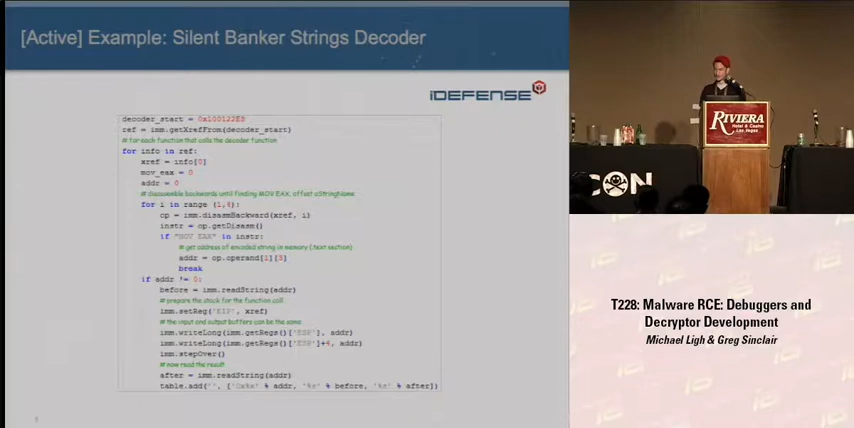 [Active] Example: Silent Banker Strings Decoder
iDEFENSE
decoder_start = 0x100122E8
ref = imm.getXrefFrom(decoder_start)
# for each function that calls the decoder function
for info in ref:
xref = info[0]
mov_eax = 0
addr = 0
# disassemble backwards until finding MOV EAX, offset aStringName
for i in range (1,4):
op = imm.disasmBackward(xref, i)
instr = op.getDisasm()
if "MOV EAX" in instr:
# get address of encoded string in memory (.text section)
addr = op.operand[1][3]
break
if addr != 0:
before = imm.readString(addr)
# prepare the stack for the function call
imm.setReg('EIP', xref)
# the input and output buffers can be the same
imm.writeLong(imm.getRegs()['ESP'], addr)
imm.writeLong(imm.getRegs()['ESP']+4, addr)
imm.stepOver()
# now read the result
after = imm.readString(addr)
table.add('', ['0x%x' % addr, '%s' % before, '%s' % after])
RIVIERA
Hotel & Casino
Las Vegas
CON
T228: Malware RCE: Debuggers and
Decryptor Development
Michael Ligh & Greg Sinclair